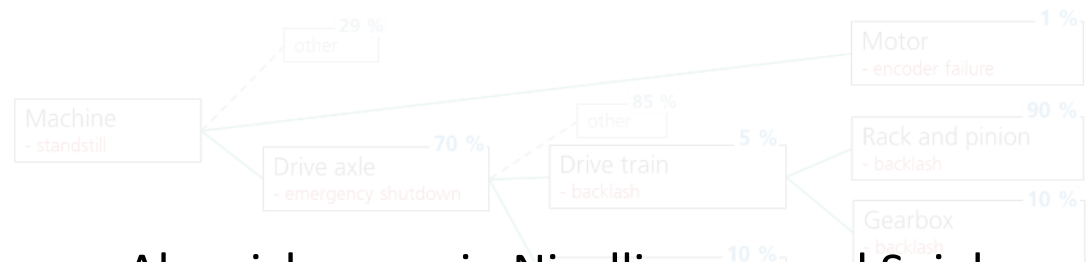 29 %
other
1 %
Motor
- encoder failure
Machine
- standstill
85 %
other
90 %
Rack and pinion
- backlash
70 %
Drive axle
- emergency shutdown
5 %
Drive train
- backlash
10 %
Gearbox
- backlash
10 %